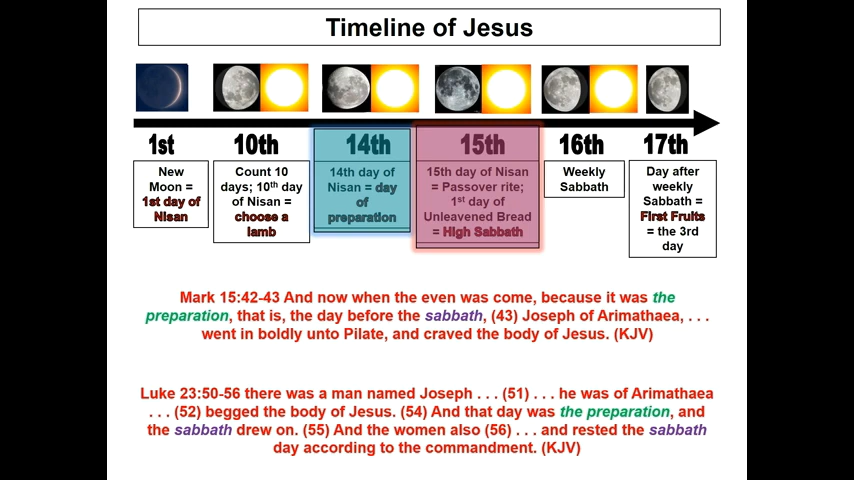 Timeline of Jesus
1st
10th
14th
15th
16th
17th
New
Moon =
1st day of
Nisan
Count 10
days; 10th day
of Nisan =
choose a
lamb
14th day of
Nisan = day
of
preparation
15th day of Nisan
= Passover rite;
1st day of
Unleavened Bread
= High Sabbath
Weekly
Sabbath
Day after
weekly
Sabbath =
First Fruits
= the 3rd
day
Mark 15:42-43 And now when the even was come, because it was the
preparation, that is, the day before the sabbath, (43) Joseph of Arimathaea, . . .
went in boldly unto Pilate, and craved the body of Jesus. (KJV)
Luke 23:50-56 there was a man named Joseph . . . (51) . . . he was of Arimathaea
. . . (52) begged the body of Jesus. (54) And that day was the preparation, and
the sabbath drew on. (55) And the women also (56) . . . and rested the sabbath
day according to the commandment. (KJV)